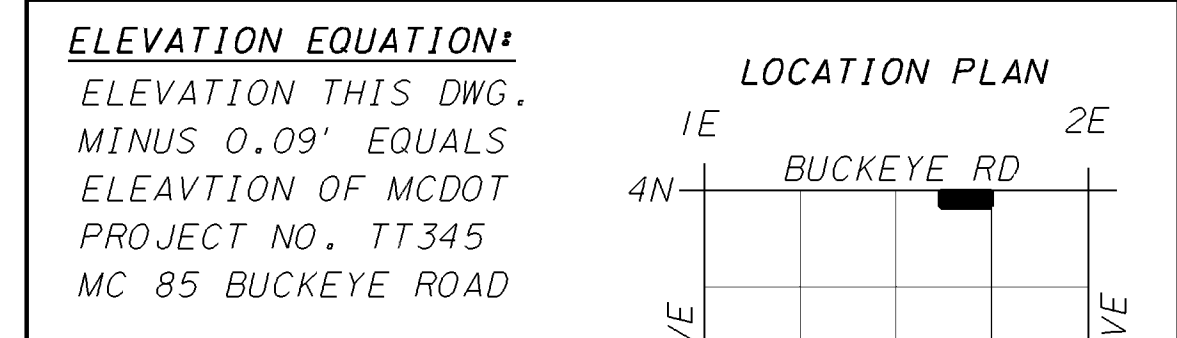 ELEVATION EQUATION:
ELEVATION THIS DWG.
MINUS 0.09' EQUALS
ELEAVTION OF MCDOT
PROJECT NO. TT345
MC 85 BUCKEYE ROAD
LOCATION PLAN
1E 2E
BUCKEYE RD
4N
VE